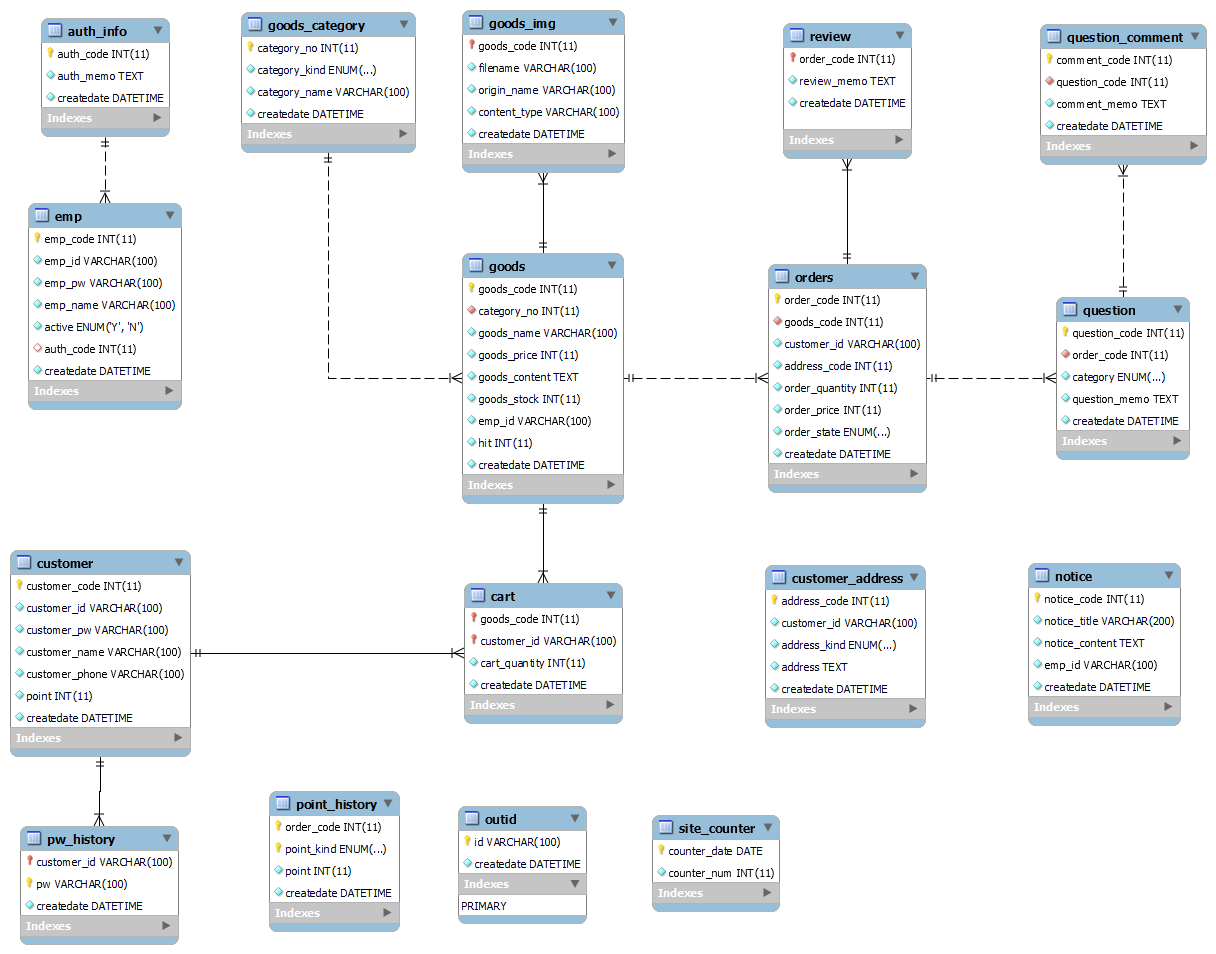 auth_info
auth_code INT(11)
auth_memo TEXT
createdate DATETIME
Indexes
goods_category
category_no INT(11)
category_kind ENUM(...)
category_name VARCHAR(100)
createdate DATETIME
Indexes
goods_img
goods_code INT(11)
filename VARCHAR(100)
origin_name VARCHAR(100)
content_type VARCHAR(100)
createdate DATETIME
Indexes
review
order_code INT(11)
review_memo TEXT
createdate DATETIME
Indexes
question_comment
comment_code INT(11)
question_code INT(11)
comment_memo TEXT
createdate DATETIME
Indexes
emp
emp_code INT(11)
emp_id VARCHAR(100)
emp_pw VARCHAR(100)
emp_name VARCHAR(100)
active ENUM('Y', 'N')
auth_code INT(11)
createdate DATETIME
Indexes
goods
goods_code INT(11)
category_no INT(11)
goods_name VARCHAR(100)
goods_price INT(11)
goods_content TEXT
goods_stock INT(11)
emp_id VARCHAR(100)
hit INT(11)
createdate DATETIME
Indexes
orders
order_code INT(11)
goods_code INT(11)
customer_id VARCHAR(100)
address_code INT(11)
order_quantity INT(11)
order_price INT(11)
order_state ENUM(...)
createdate DATETIME
Indexes
question
question_code INT(11)
order_code INT(11)
category ENUM(...)
question_memo TEXT
createdate DATETIME
Indexes
customer
customer_code INT(11)
customer_id VARCHAR(100)
customer_pw VARCHAR(100)
customer_name VARCHAR(100)
customer_phone VARCHAR(100)
point INT(11)
createdate DATETIME
Indexes
cart
goods_code INT(11)
customer_id VARCHAR(100)
cart_quantity INT(11)
createdate DATETIME
Indexes
customer_address
address_code INT(11)
customer_id VARCHAR(100)
address_kind ENUM(...)
address TEXT
createdate DATETIME
Indexes
notice
notice_code INT(11)
notice_title VARCHAR(200)
notice_content TEXT
emp_id VARCHAR(100)
createdate DATETIME
Indexes
pw_history
customer_id VARCHAR(100)
pw VARCHAR(100)
createdate DATETIME
Indexes
point_history
order_code INT(11)
point_kind ENUM(...)
point INT(11)
createdate DATETIME
Indexes
outid
id VARCHAR(100)
createdate DATETIME
Indexes
PRIMARY
site_counter
counter_date DATE
counter_num INT(11)
Indexes